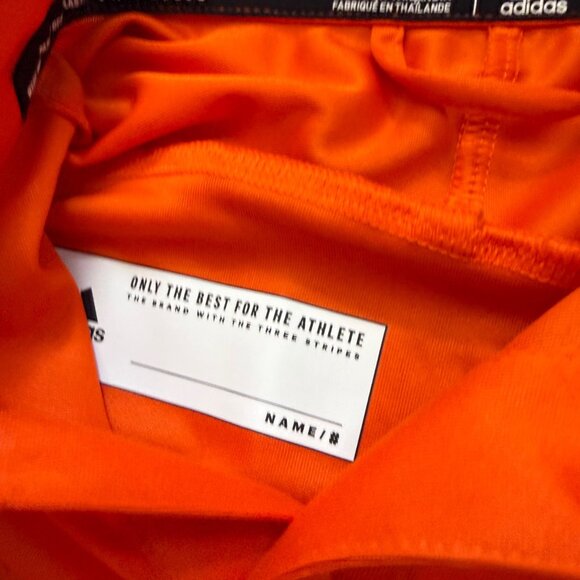 FABRIQUÉ EN THAÏLANDE
adidas
ONLY THE BEST FOR THE ATHLETE
THE BRAND WITH THE THREE STRIPES
NAME/#